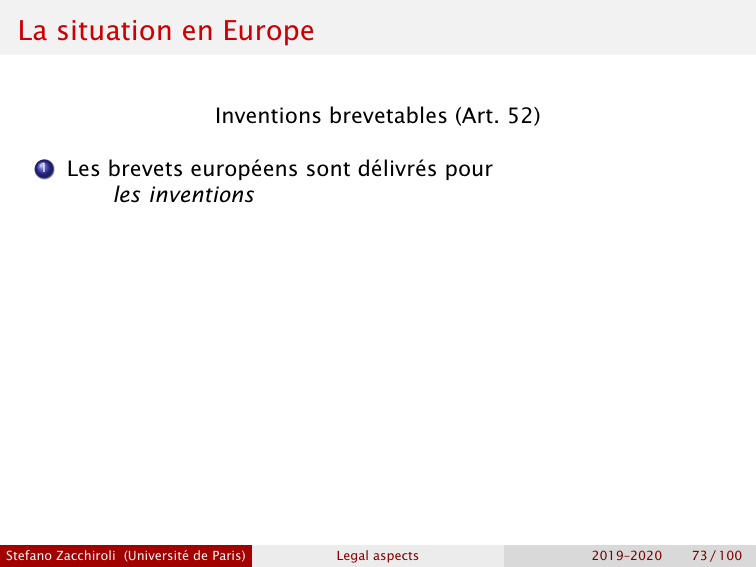 La situation en Europe
Inventions brevetables (Art. 52)
1 Les brevets européens sont délivrés pour
les inventions
Stefano Zacchiroli (Université de Paris) Legal aspects 2019–2020 73 / 100